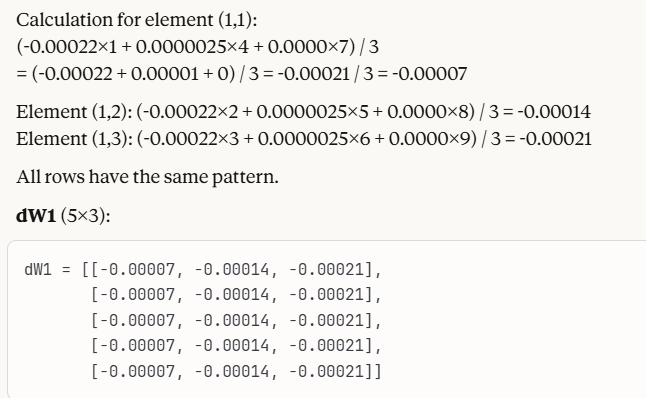 Calculation for element (1,1):
(-0.00022×1 + 0.0000025×4 + 0.0000×7) / 3
= (-0.00022 + 0.00001 + 0) / 3 = -0.00021 / 3 = -0.00007
Element (1,2): (-0.00022×2 + 0.0000025×5 + 0.0000×8) / 3 = -0.00014
Element (1,3): (-0.00022×3 + 0.0000025×6 + 0.0000×9) / 3 = -0.00021
All rows have the same pattern.
dW1 (5×3):
dW1 = [[-0.00007, -0.00014, -0.00021],
[-0.00007, -0.00014, -0.00021],
[-0.00007, -0.00014, -0.00021],
[-0.00007, -0.00014, -0.00021],
[-0.00007, -0.00014, -0.00021]]